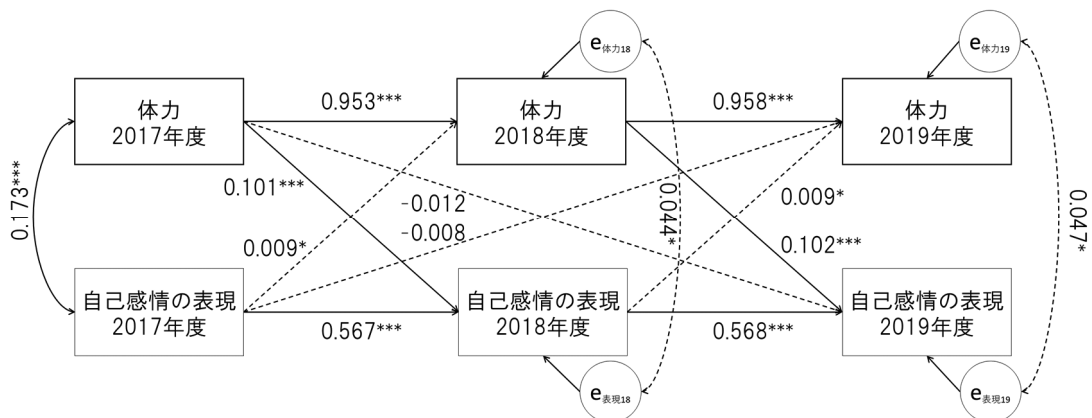 e体力18
e体力19
体力
2017年度
0.953***
体力
2018年度
0.958***
体力
2019年度
0.173***
0.101***
0.009*
-0.012
-0.008
0.044*
0.009*
0.102***
0.047*
自己感情の表現
2017年度
0.567***
自己感情の表現
2018年度
0.568***
自己感情の表現
2019年度
e表現18
e表現19